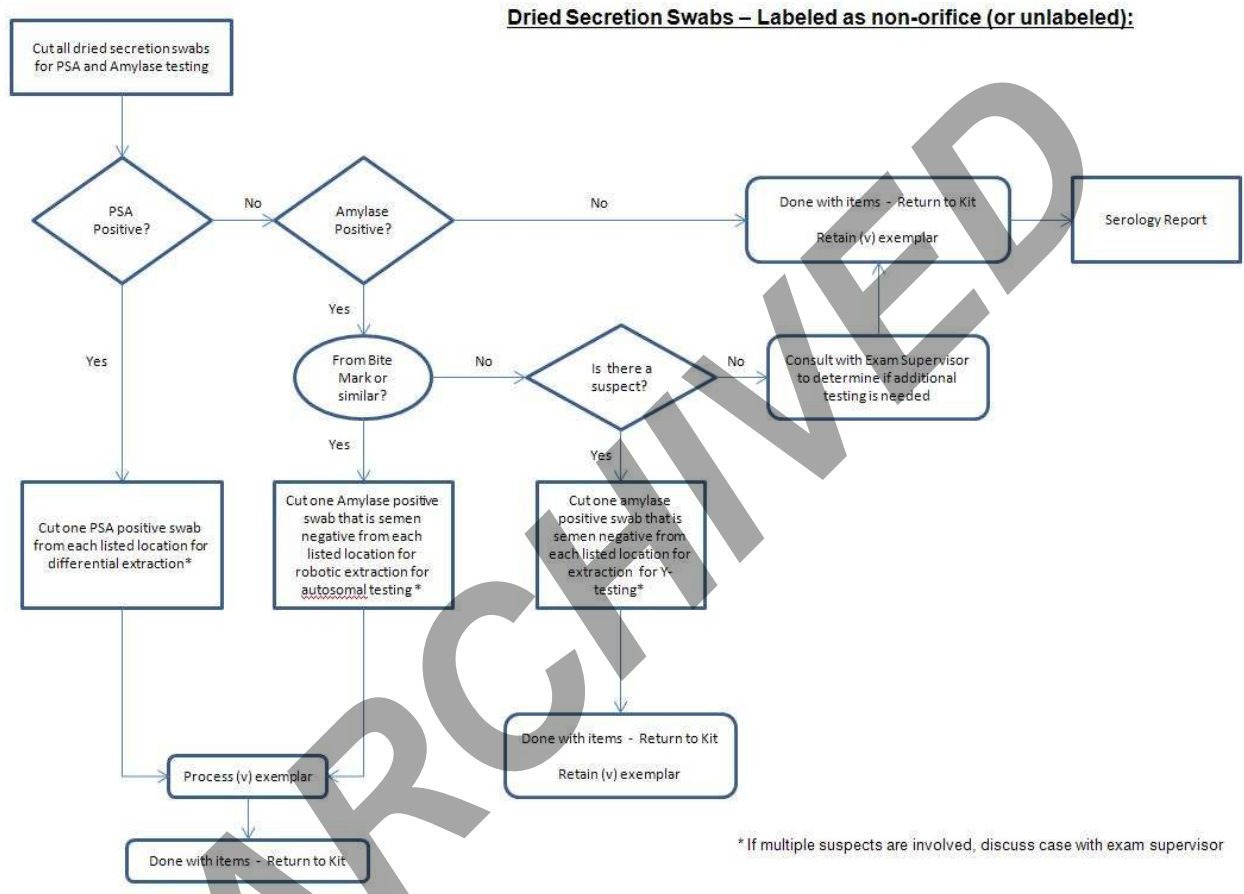 Dried Secretion Swabs – Labeled as non-orifice (or unlabeled):
Cut all dried secretion swabs
for PSA and Amylase testing
PSA
Positive?
No
Amylase
Positive?
No
Done with items - Return to Kit
Retain (v) exemplar
Serology Report
Yes
Yes
From Bite
Mark or
similar?
No
Is there a
suspect?
No
Consult with Exam Supervisor
to determine if additional
testing is needed
Yes
Yes
Cut one PSA positive swab
from each listed location for
differential extraction*
Cut one Amylase positive
swab that is semen
negative from each
listed location for
robotic extraction for
autosomal testing *
Cut one amylase
positive swab that is
semen negative from
each listed location for
extraction for Y-
testing*
Done with items - Return to Kit
Retain (v) exemplar
Process (v) exemplar
Done with items - Return to Kit
* If multiple suspects are involved, discuss case with exam supervisor
ARCHIVED